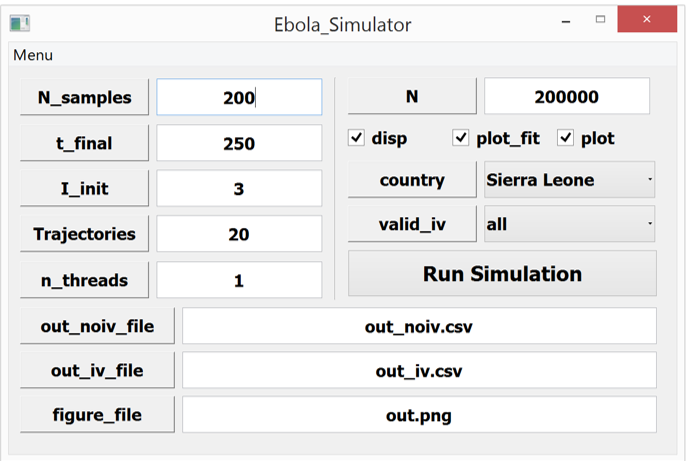 Ebola_Simulator
Menu
N_samples 200
t_final 250
I_init 3
Trajectories 20
n_threads 1
N 200000
disp plot_fit plot
country Sierra Leone
valid_iv all
Run Simulation
out_noiv_file out_noiv.csv
out_iv_file out_iv.csv
figure_file out.png